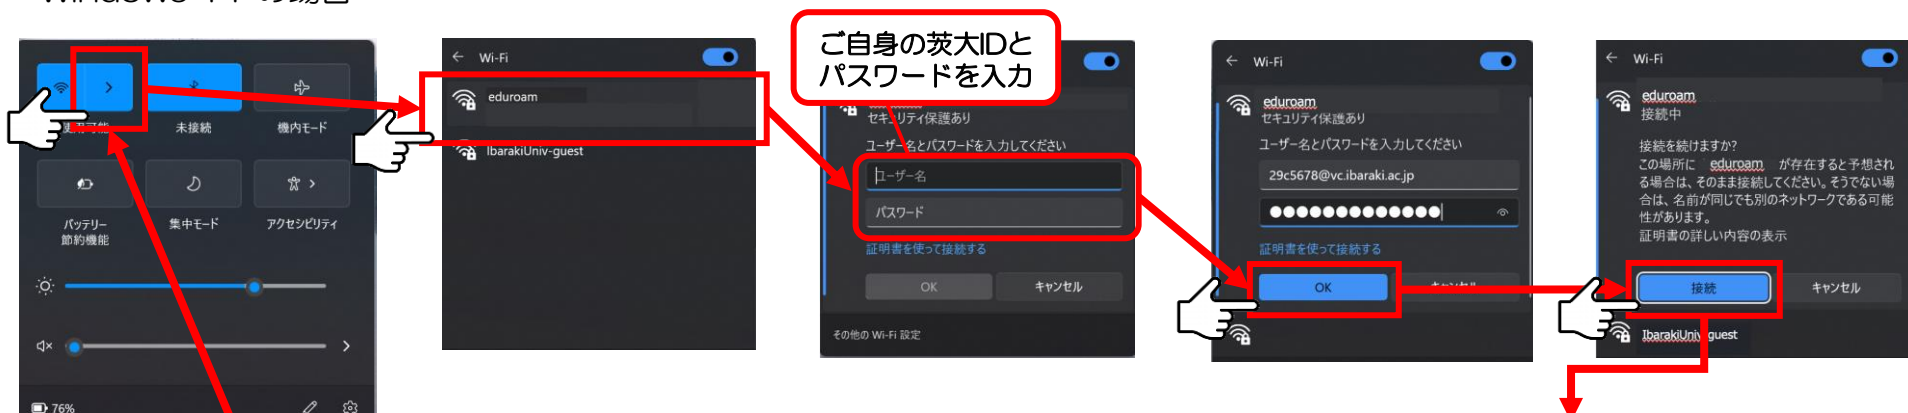 使用可能
未接続
機内モード
バッテリー
節約機能
集中モード
アクセシビリティ
76%
Wi-Fi
eduroam
IbarakiUniv-guest
ご自身の茨大IDと
パスワードを入力
セキュリティ保護あり
ユーザー名とパスワードを入力してください
ユーザー名
パスワード
証明書を使って接続する
OK
キャンセル
その他の Wi-Fi 設定
Wi-Fi
eduroam
セキュリティ保護あり
ユーザー名とパスワードを入力してください
29c5678@vc.ibaraki.ac.jp
●●●●●●●●●●●●●
証明書を使って接続する
OK
キャンセル
Wi-Fi
eduroam
接続中
接続を続けますか?
この場所に eduroam が存在すると予想され
る場合は、そのまま接続してください。そうでない場
合は、名前が同じでも別のネットワークである可能
性があります。
証明書の詳しい内容の表示
接続
キャンセル
IbarakiUniv-guest